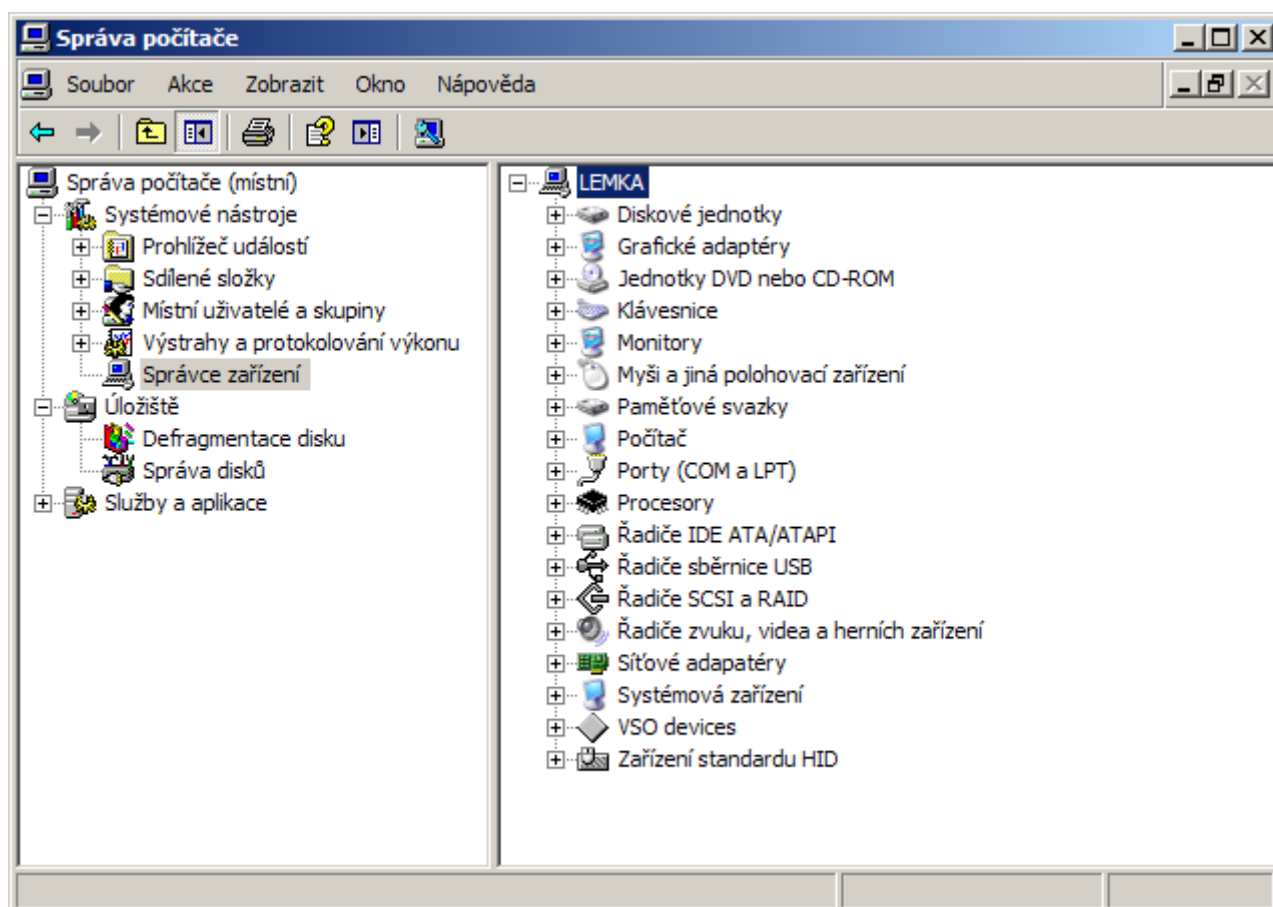 Správa počítače
Soubor Akce Zobrazit Okno Nápověda
Správa počítače (místní)
Systémové nástroje
Prohlížeč událostí
Sdílené složky
Místní uživatelé a skupiny
Výstrahy a protokolování výkonu
Správce zařízení
Úložiště
Defragmentace disku
Správa disků
Služby a aplikace
LEMKA
Diskové jednotky
Grafické adaptéry
Jednotky DVD nebo CD-ROM
Klávesnice
Monitory
Myši a jiná polohovací zařízení
Paměťové svazky
Počítač
Porty (COM a LPT)
Procesory
Řadiče IDE ATA/ATAPI
Řadiče sběrnice USB
Řadiče SCSI a RAID
Řadiče zvuku, videa a herních zařízení
Síťové adapatéry
Systémová zařízení
VSO devices
Zařízení standardu HID